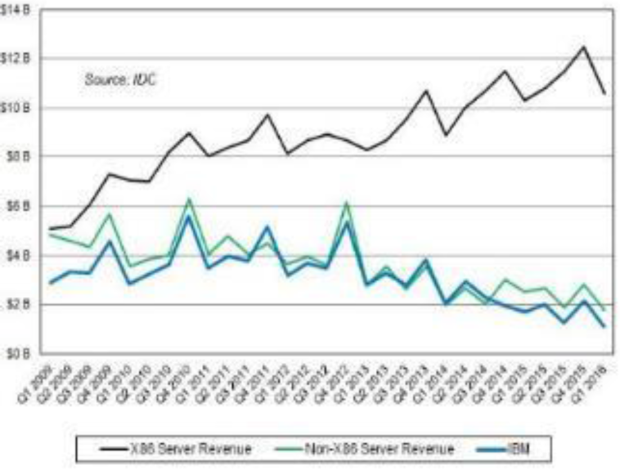 $14 B
$12 B
Source: IDC
$10 B
$8 B
$6 B
$4 B
$2 B
$0 B
Q1 2009
Q2 2009
Q3 2009
Q4 2009
Q1 2010
Q2 2010
Q3 2010
Q4 2010
Q1 2011
Q2 2011
Q3 2011
Q4 2011
Q1 2012
Q2 2012
Q3 2012
Q4 2012
Q1 2013
Q2 2013
Q3 2013
Q4 2013
Q1 2014
Q2 2014
Q3 2014
Q4 2014
Q1 2015
Q2 2015
Q3 2015
Q4 2015
Q1 2016
X86 Server Revenue
Non-X86 Server Revenue
IBM